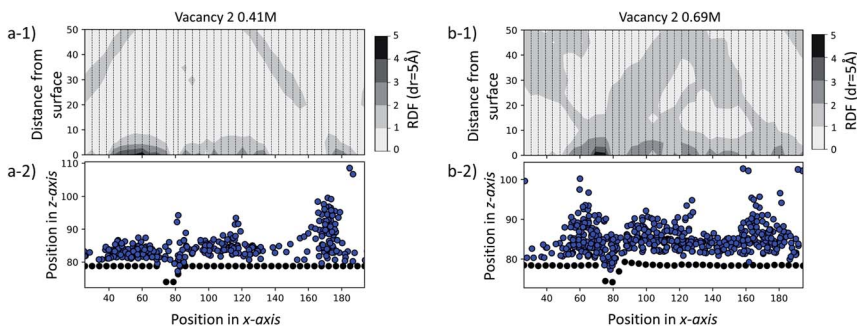 a-1)
Vacancy 2 0.41M
50
40
30
20
10
0
Distance from
surface
5
4
3
2
1
0
RDF (dr=5Å)
b-1)
Vacancy 2 0.69M
50
40
30
20
10
0
Distance from
surface
5
4
3
2
1
0
RDF (dr=5Å)
a-2)
110
100
90
80
Position in z-axis
40 60 80 100 120 140 160 180
Position in x-axis
b-2)
100
90
80
Position in z-axis
40 60 80 100 120 140 160 180
Position in x-axis